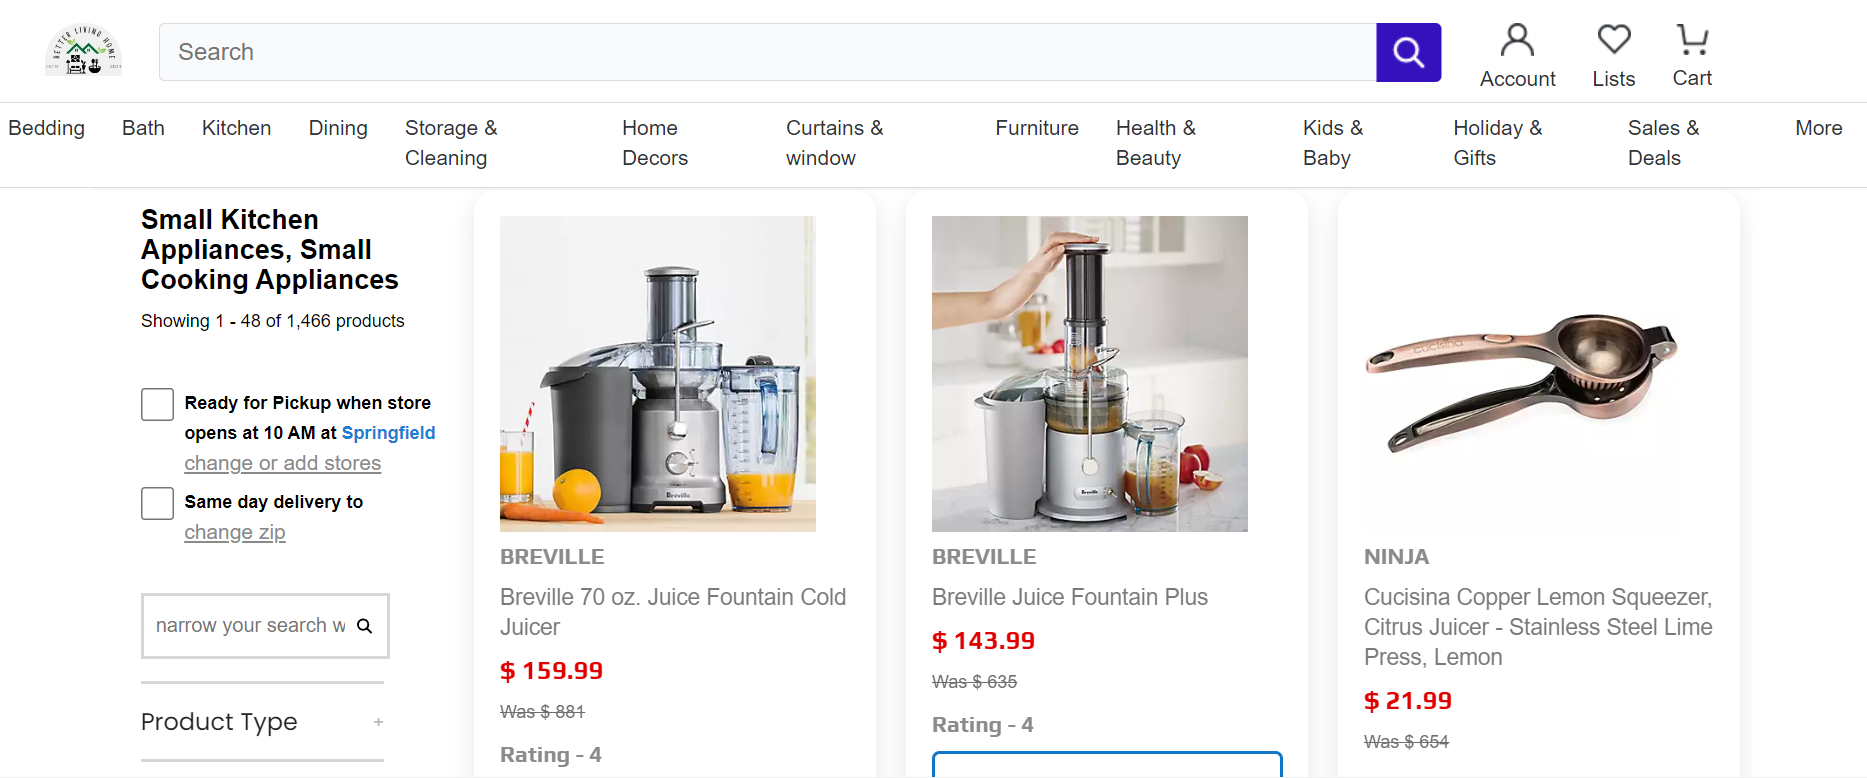 BETTER LIVING HOME
Search
Account
Lists
Cart
Bedding
Bath
Kitchen
Dining
Storage &
Cleaning
Home
Decors
Curtains &
window
Furniture
Health &
Beauty
Kids &
Baby
Holiday &
Gifts
Sales &
Deals
More
Small Kitchen
Appliances, Small
Cooking Appliances
Showing 1 - 48 of 1,466 products
Ready for Pickup when store
opens at 10 AM at Springfield
change or add stores
Same day delivery to
change zip
narrow your search w
Product Type
+
Breville
BREVILLE
Breville 70 oz. Juice Fountain Cold
Juicer
$ 159.99
Was $ 881
Rating - 4
Breville
BREVILLE
Breville Juice Fountain Plus
$ 143.99
Was $ 635
Rating - 4
cucisina
NINJA
Cucisina Copper Lemon Squeezer,
Citrus Juicer - Stainless Steel Lime
Press, Lemon
$ 21.99
Was $ 654